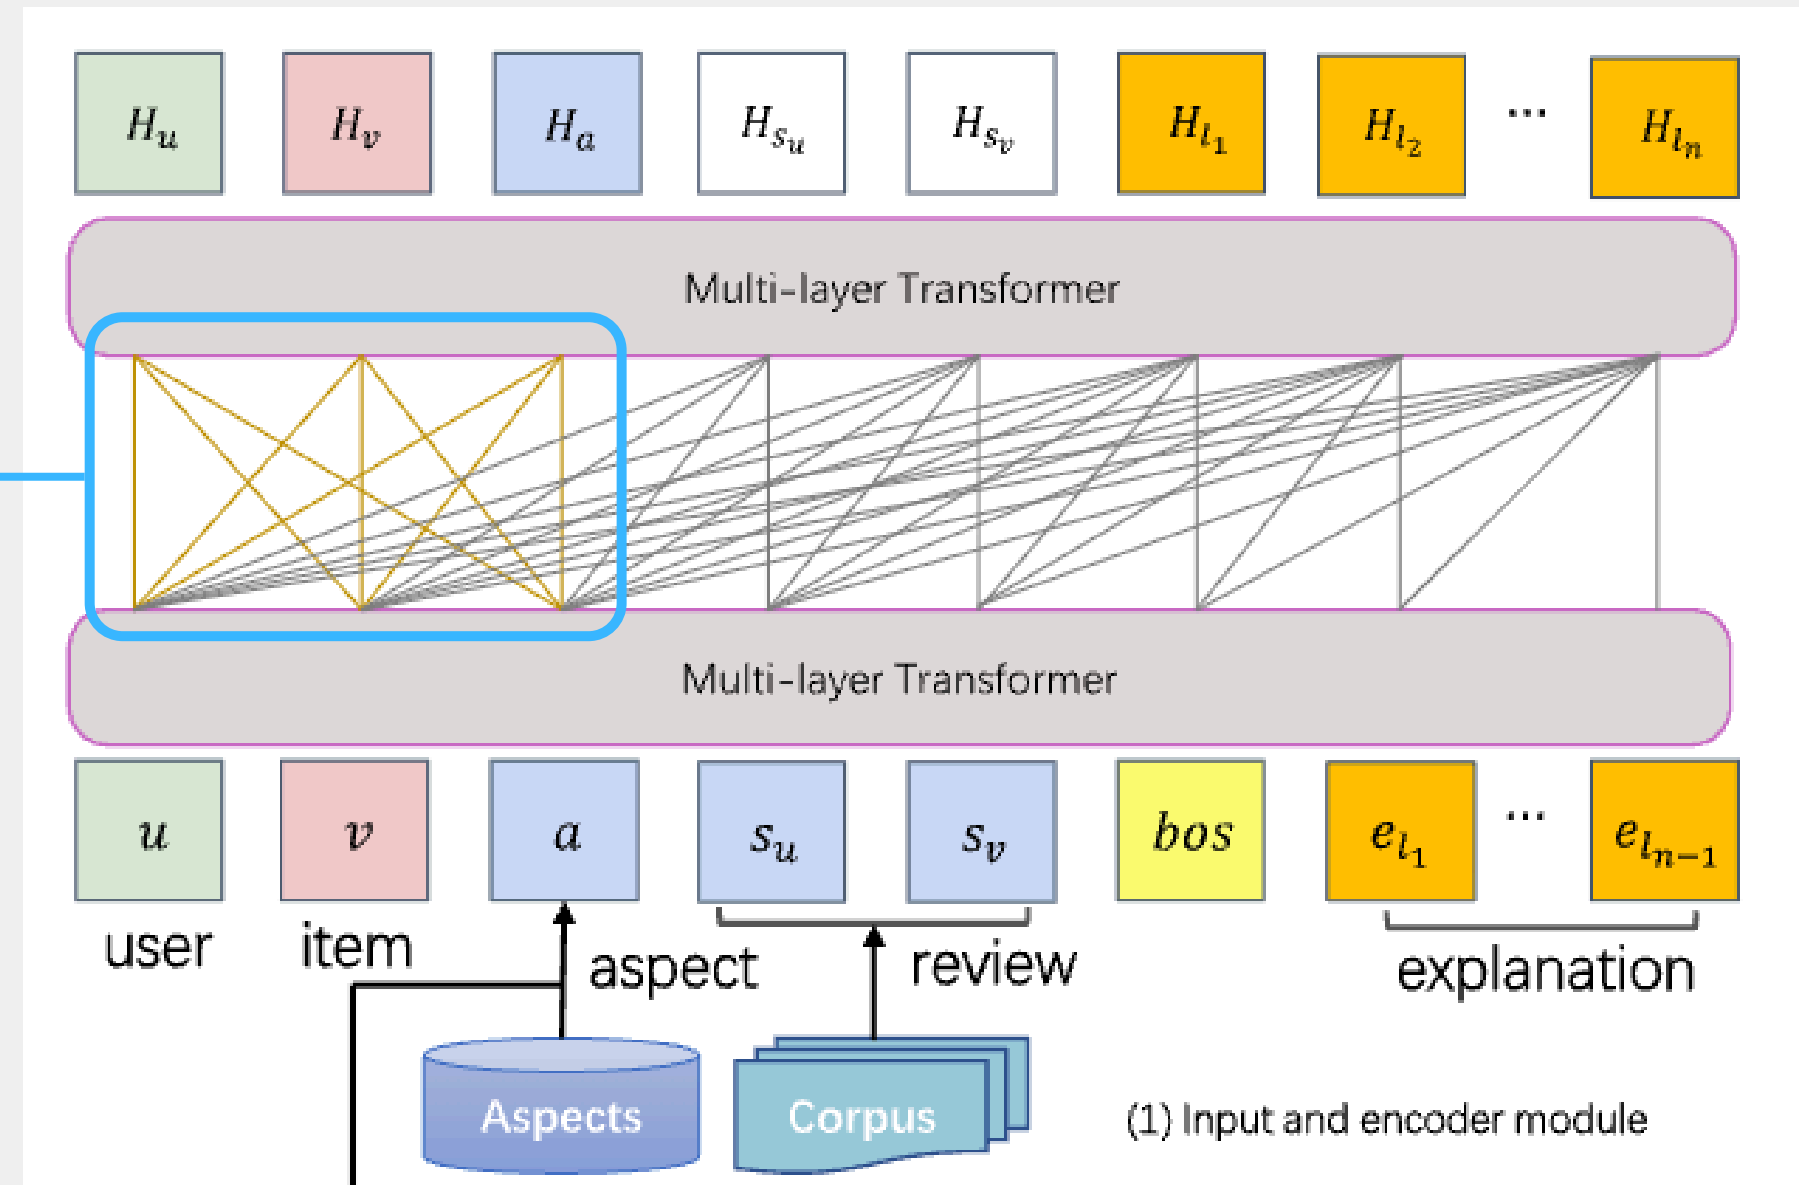 H_u H_v H_a H_{s_u} H_{s_v} H_{l_1} H_{l_2} ... H_{l_n}
Multi-layer Transformer
Multi-layer Transformer
u v a s_u s_v bos e_{l_1} ... e_{l_{n-1}}
user item aspect review explanation
Aspects Corpus (1) Input and encoder module